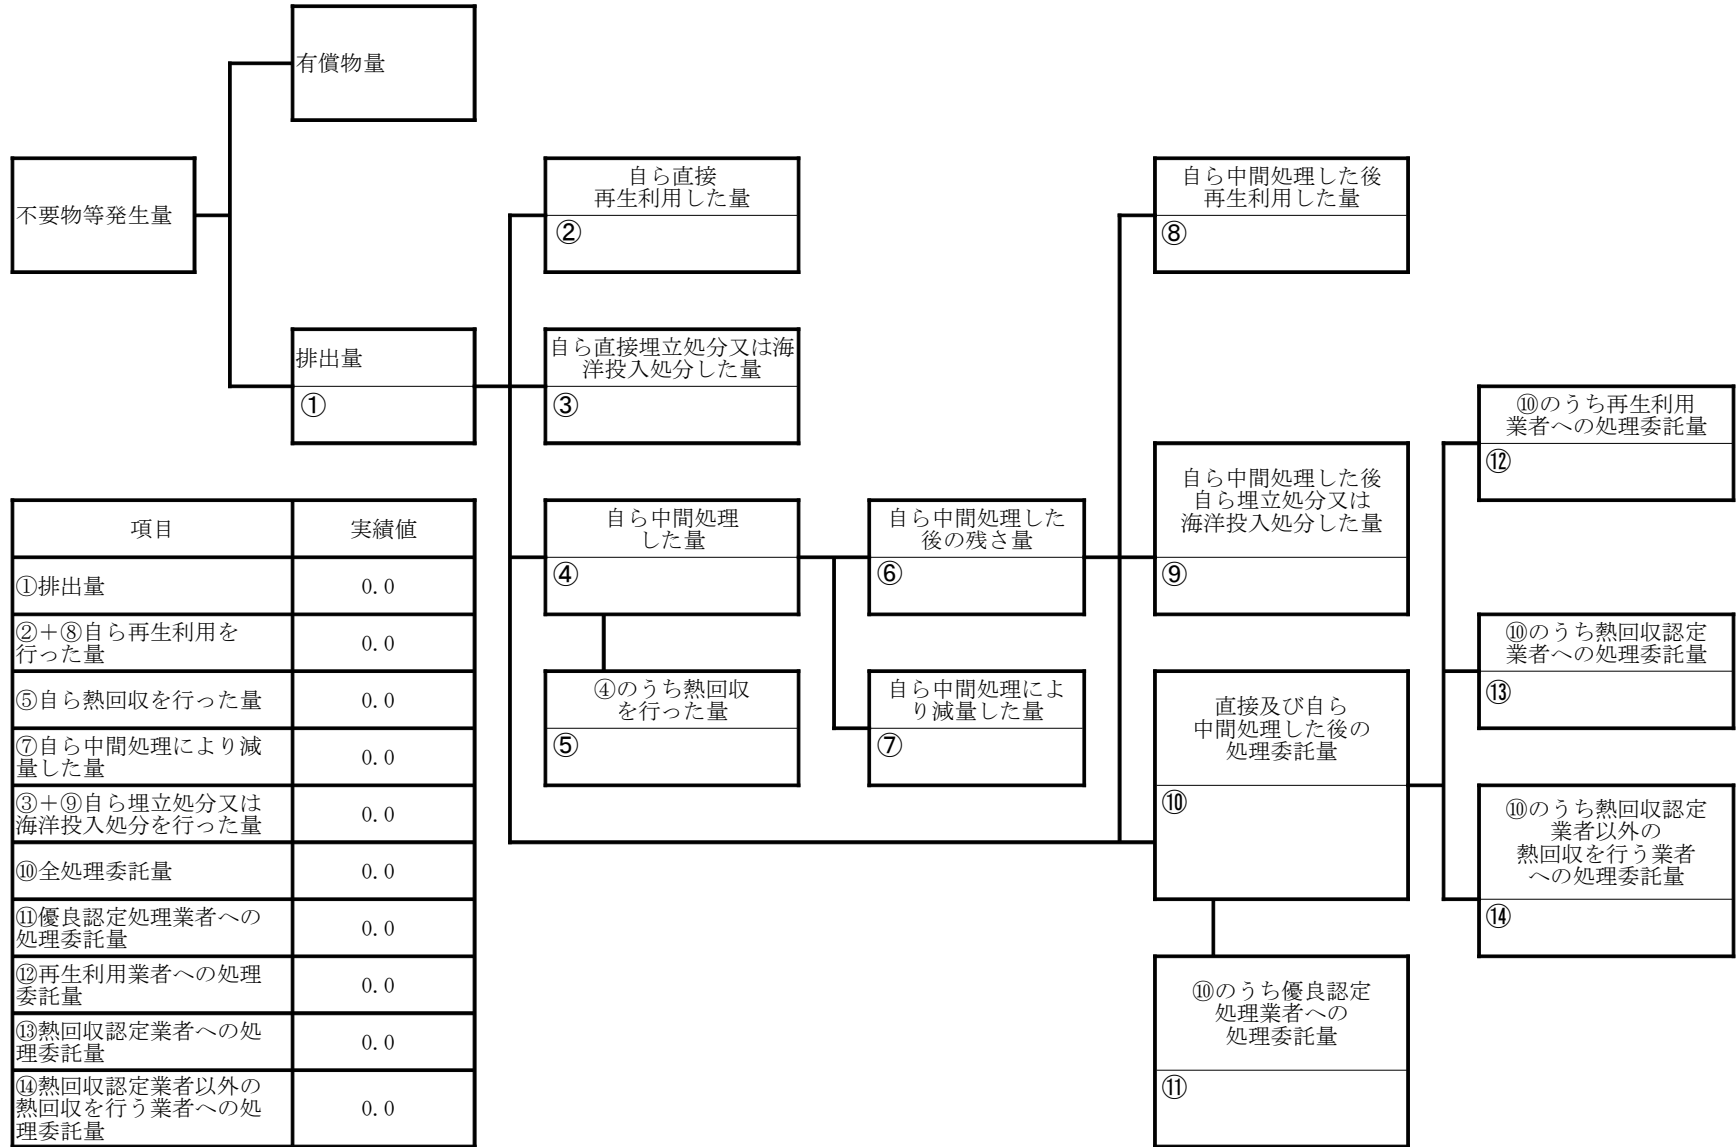 有償物量
不要物等発生量
自ら直接
再生利用した量
②
自ら中間処理した後
再生利用した量
⑧
排出量
①
自ら直接埋立処分又は海
洋投入処分した量
③
⑩のうち再生利用
業者への処理委託量
⑫
自ら中間処理
した量
④
自ら中間処理した
後の残さ量
⑥
自ら中間処理した後
自ら埋立処分又は
海洋投入処分した量
⑨
④のうち熱回収
を行った量
⑤
自ら中間処理によ
り減量した量
⑦
直接及び自ら
中間処理した後の
処理委託量
⑩
⑩のうち熱回収認定
業者への処理委託量
⑬
⑩のうち熱回収認定
業者以外の
熱回収を行う業者
への処理委託量
⑭
⑩のうち優良認定
処理業者への
処理委託量
⑪
項目 実績値
①排出量 0.0
②+⑧自ら再生利用を
行った量 0.0
⑤自ら熱回収を行った量 0.0
⑦自ら中間処理により減
量した量 0.0
③+⑨自ら埋立処分又は
海洋投入処分を行った量 0.0
⑩全処理委託量 0.0
⑪優良認定処理業者への
処理委託量 0.0
⑫再生利用業者への処理
委託量 0.0
⑬熱回収認定業者への処
理委託量 0.0
⑭熱回収認定業者以外の
熱回収を行う業者への処
理委託量 0.0